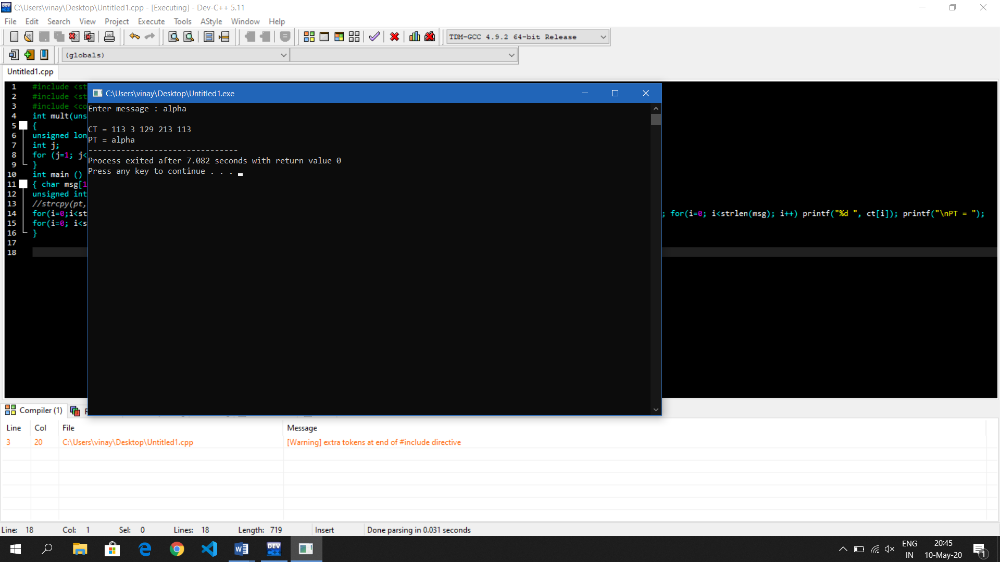 C:\Users\vinay\Desktop\Untitled1.cpp - [Executing] - Dev-C++ 5.11
File Edit Search View Project Execute Tools AStyle Window Help
TDM-GCC 4.9.2 64-bit Release
(globals)
Untitled1.cpp
1 #include <st
2 #include <st
3 #include <co
4 int mult(uns
5 {
6 unsigned lon
7 int j;
8 for (j=1; j<
9 }
10 int main ()
11 { char msg[1
12 unsigned int
13 //strcpy(pt,
14 for(i=0;i<st ; for(i=0; i<strlen(msg); i++) printf("%d ", ct[i]); printf("\nPT = ");
15 for(i=0; i<s
16 }
17
18
C:\Users\vinay\Desktop\Untitled1.exe
Enter message : alpha
CT = 113 3 129 213 113
PT = alpha
--------------------------------
Process exited after 7.082 seconds with return value 0
Press any key to continue . . .
Compiler (1)
Line Col File Message
3 20 C:\Users\vinay\Desktop\Untitled1.cpp [Warning] extra tokens at end of #include directive
Line: 18 Col: 1 Sel: 0 Lines: 18 Length: 719 Insert Done parsing in 0.031 seconds
DEV C++
ENG
IN
20:45
10-May-20
1